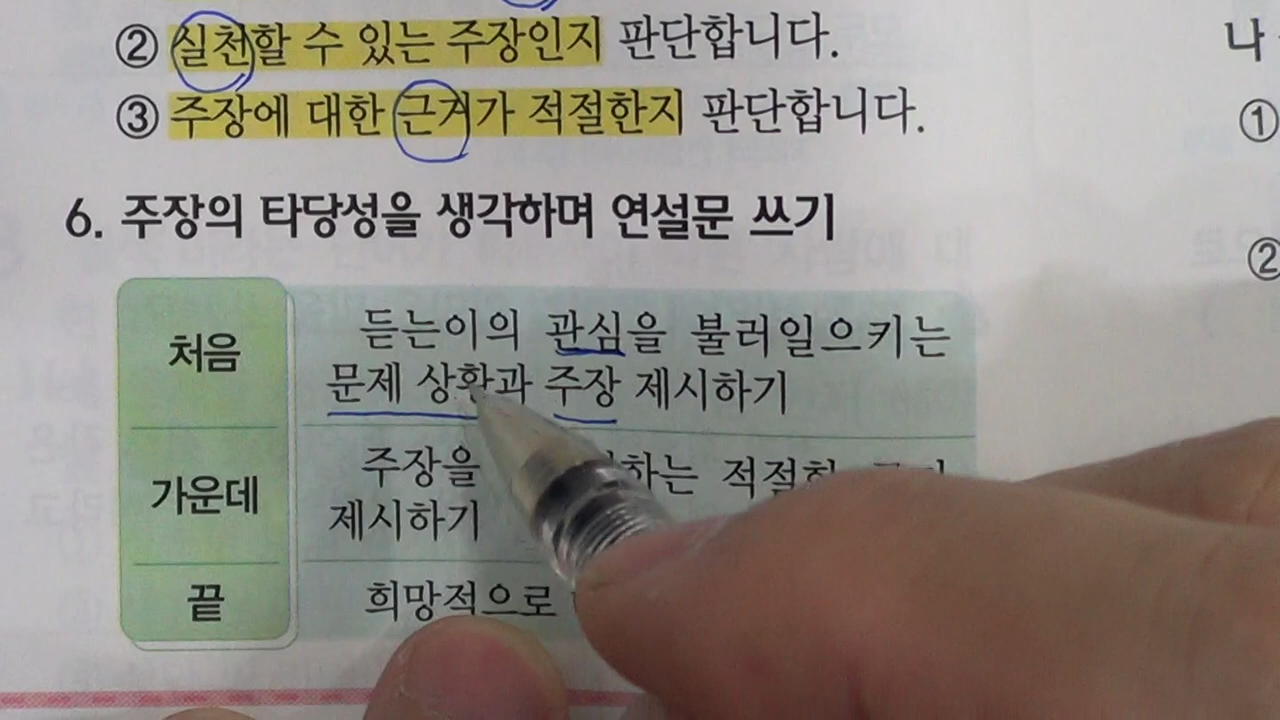 ② 실천할 수 있는 주장인지 판단합니다.
③ 주장에 대한 근거가 적절한지 판단합니다.
6. 주장의 타당성을 생각하며 연설문 쓰기
처음
듣는이의 관심을 불러일으키는
문제 상황과 주장 제시하기
가운데
주장을 적절한
제시하기
끝
희망적으로
나
①
②